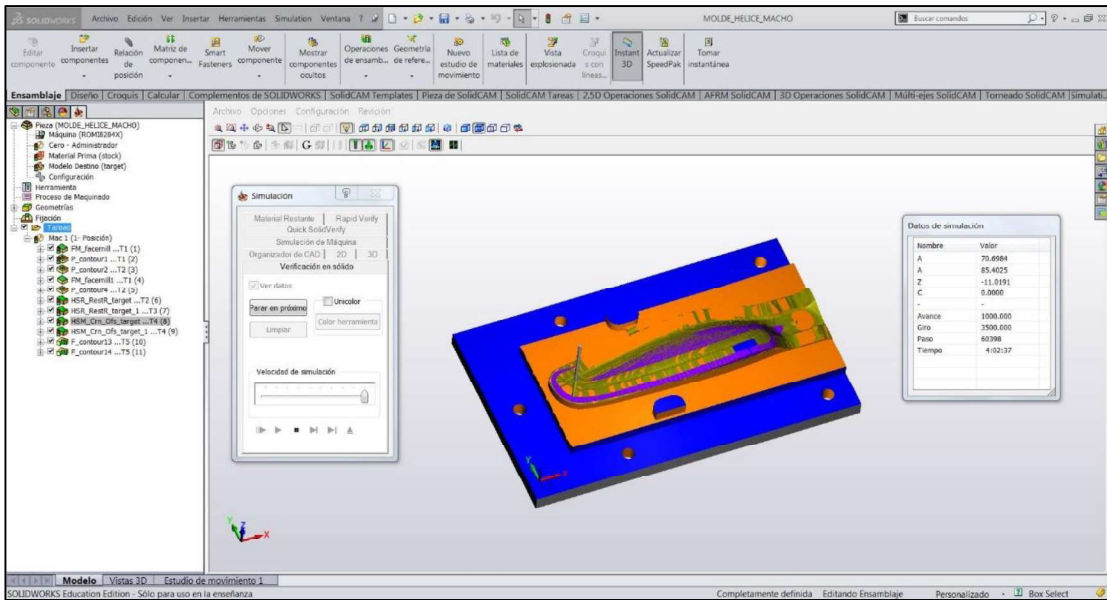 SOLIDWORKS Archivo Edición Ver Insertar Herramientas Simulation Ventana ? MOLDE_HELICE_MACHO Buscar comandos
Editar componente
Insertar componentes
Relación de posición
Matriz de componen...
Smart Fasteners
Mover componente
Mostrar componentes ocultos
Operaciones de ensamb...
Geometría de refere...
Nuevo estudio de movimiento
Lista de materiales
Vista explosionada
Croquis con líneas...
Instant 3D
Actualizar SpeedPak
Tomar instantánea
Ensamblaje | Diseño | Croquis | Calcular | Complementos de SOLIDWORKS | SolidCAM Templates | Pieza de SolidCAM | SolidCAM Tareas | 2.5D Operaciones SolidCAM | AFRM SolidCAM | 3D Operaciones SolidCAM | Múlti-ejes SolidCAM | Torneado SolidCAM | Simulati...
Archivo Opciones Configuración Revición
Pieza (MOLDE_HELICE_MACHO)
Máquina (ROMI8284X)
Cero - Administrador
Material Prima (stock)
Modelo Destino (target)
Configuración
Herramienta
Proceso de Maquinado
Geometrías
Fijación
Tareas
Mac 1 (1- Posición)
FM_facemill ...T1 (1)
P_contour1 ...T1 (2)
P_contour2 ...T2 (3)
FM_facemill1 ...T1 (4)
P_contour4 ...T2 (5)
HSR_RestR_target ...T2 (6)
HSR_RestR_target_1 ...T3 (7)
HSM_Crn_Ofs_target ...T4 (8)
HSM_Crn_Ofs_target_1 ...T4 (9)
F_contour13 ...T5 (10)
F_contour14 ...T5 (11)
Simulación
Material Restante | Rapid Verify
Quick SolidVerify
Simulación de Máquina
Organizador de CAD | 2D | 3D
Verificación en sólido
Ver datos
Parar en próximo
Unicolor
Limpiar
Color herramienta
Velocidad de simulación
Datos de simulación
Nombre Valor
A 70.6984
A 85.4025
Z -11.0191
C 0.0000
- -
Avance 1000.000
Giro 3500.000
Paso 60398
Tiempo 4:02:37
Y X
Y Z X
Modelo Vistas 3D Estudio de movimiento 1
SOLIDWORKS Education Edition - Sólo para uso en la enseñanza Completamente definida Editando Ensamblaje Personalizado Box Select